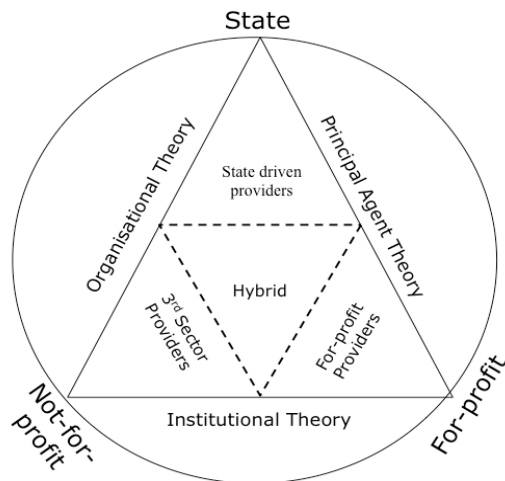 State
Organisational Theory
Principal Agent Theory
State driven
providers
Hybrid
3rd Sector
Providers
For-profit
Providers
Not-for-
profit
Institutional Theory
For-profit